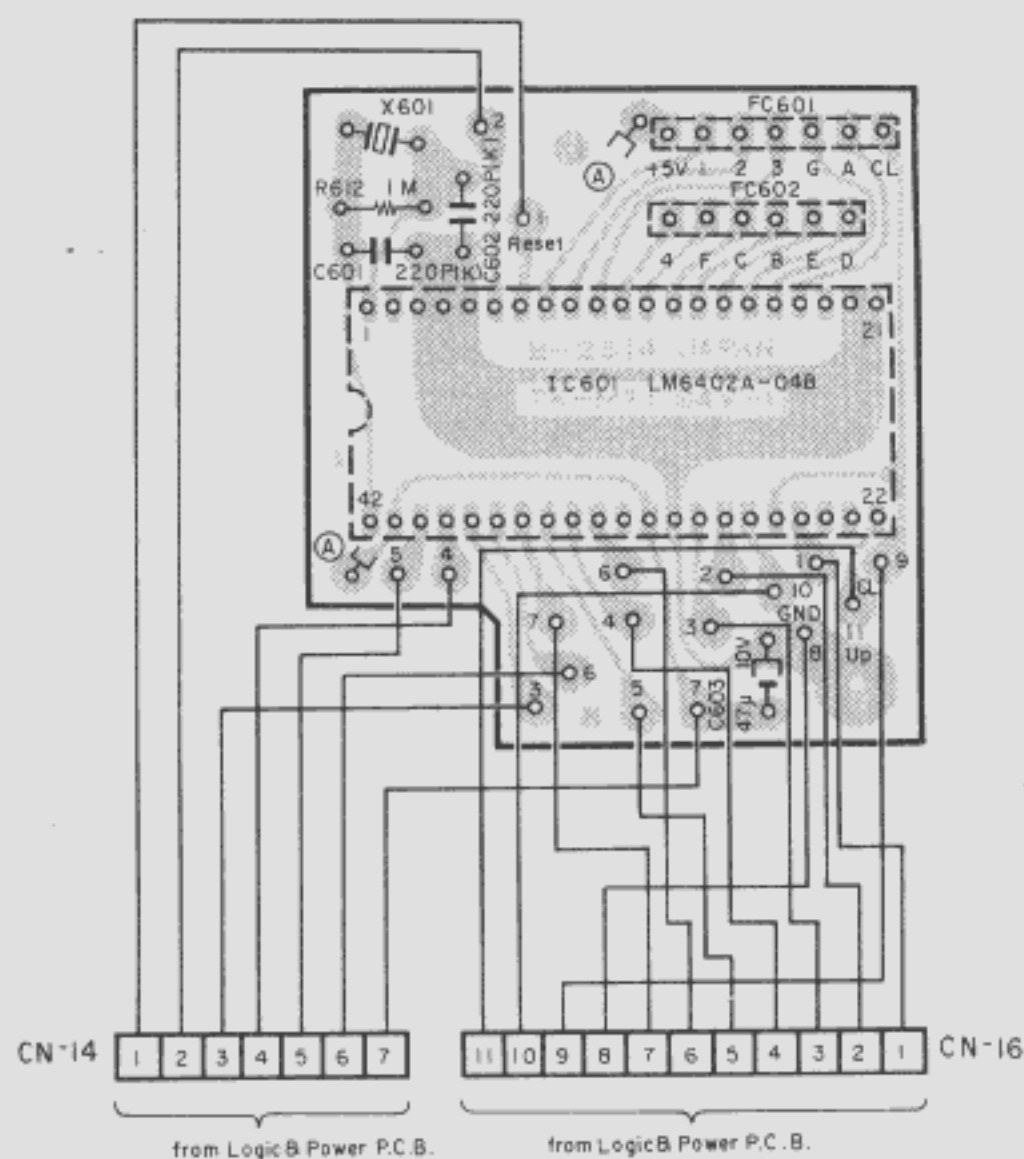 X601
2
FC601
A
+5V 1 2 3 G A CL
R612 1M
C602 220P(K)
FC602
1
Reset
4 F C B E D
C601 220P(K)
1
21
IC601 LM6402A-04B
42
22
A
5
4
6
2
1
9
10
CL
7
4
3
GND
8
11
Up
10V
6
3
5
7
C603
47μ
CN-14
1 2 3 4 5 6 7
11 10 9 8 7 6 5 4 3 2 1
CN-16
from Logic & Power P.C.B.
from Logic & Power P.C.B.